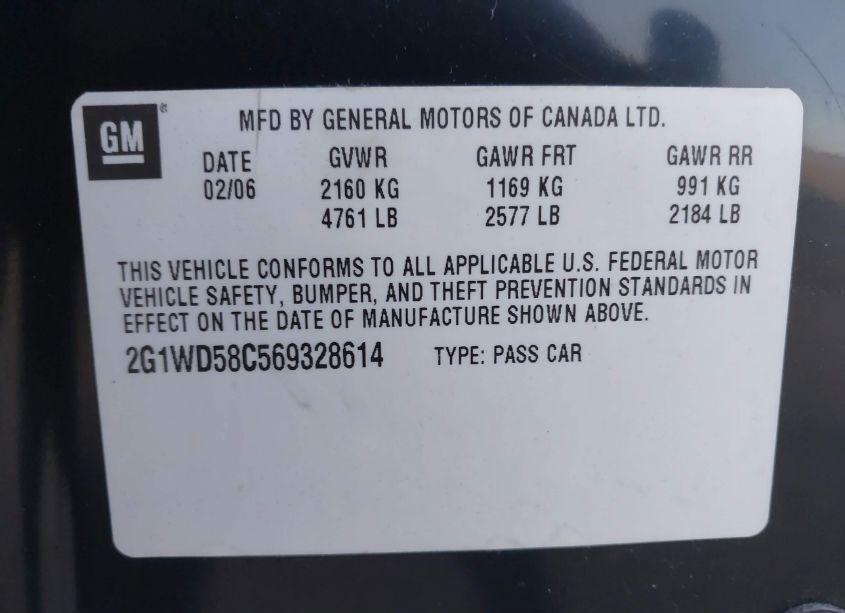 GM®
MFD BY GENERAL MOTORS OF CANADA LTD.
DATE GVWR GAWR FRT GAWR RR
02/06 2160 KG 1169 KG 991 KG
4761 LB 2577 LB 2184 LB
THIS VEHICLE CONFORMS TO ALL APPLICABLE U.S. FEDERAL MOTOR
VEHICLE SAFETY, BUMPER, AND THEFT PREVENTION STANDARDS IN
EFFECT ON THE DATE OF MANUFACTURE SHOWN ABOVE.
2G1WD58C569328614 TYPE: PASS CAR